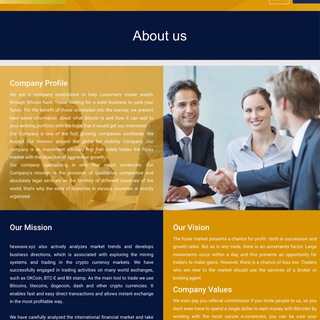 About us
Company Profile
We are a company established to help customers create wealth
through Bitcoin fund. Those looking for a solid business to park your
funds. For the benefit of those uninitiated into the avenue, we present
here some information about what Bitcoin is and how it can add to
your existing portfolio with the hope that it would get you interested.
Our Company is one of the fast growing companies worldwide. We
Accept Our Investor around the globe for stability Company. Our
company is an investment advisory firm that solely trades the Forex
market with the objective of aggressive growth.
Our company specializing in only four major currencies. Our
Company's mission is the provision of qualitative, competitive and
absolutely legal services on the territory of different countries of the
world, that's why the work of branches in various countries is strictly
organized.
Our Mission
also actively analyzes market trends and develops
business directions, which is associated with exploring the mining
systems and trading in the crypto currency markets. We have
successfully engaged in trading activities on many world exchanges,
such as OKCoin, BTC-E and Bit stamp. As the main tool to trade we use
Bitcoins, litecoins, dogecoin, dash and other crypto currencies. It
enables fast and easy direct transactions and allows instant exchange
in the most profitable way.
We have carefully analyzed the international financial market and take
Our Vision
The forex market presents a chance for profit - both in succession and
growth rates. But as in any trade, there is an uncertainty factor. Large
movements occur within a day, and this presents an opportunity for
traders to make gains. However, there is a chance of loss too. Traders
who are new to the market should use the services of a broker or
broking agent.
Company Values
We even pay you referral commission if you invite people to us, so you
don't even have to spend a single dollar to earn money with Bitcoin! By
working with the most secure environments, you can be sure your